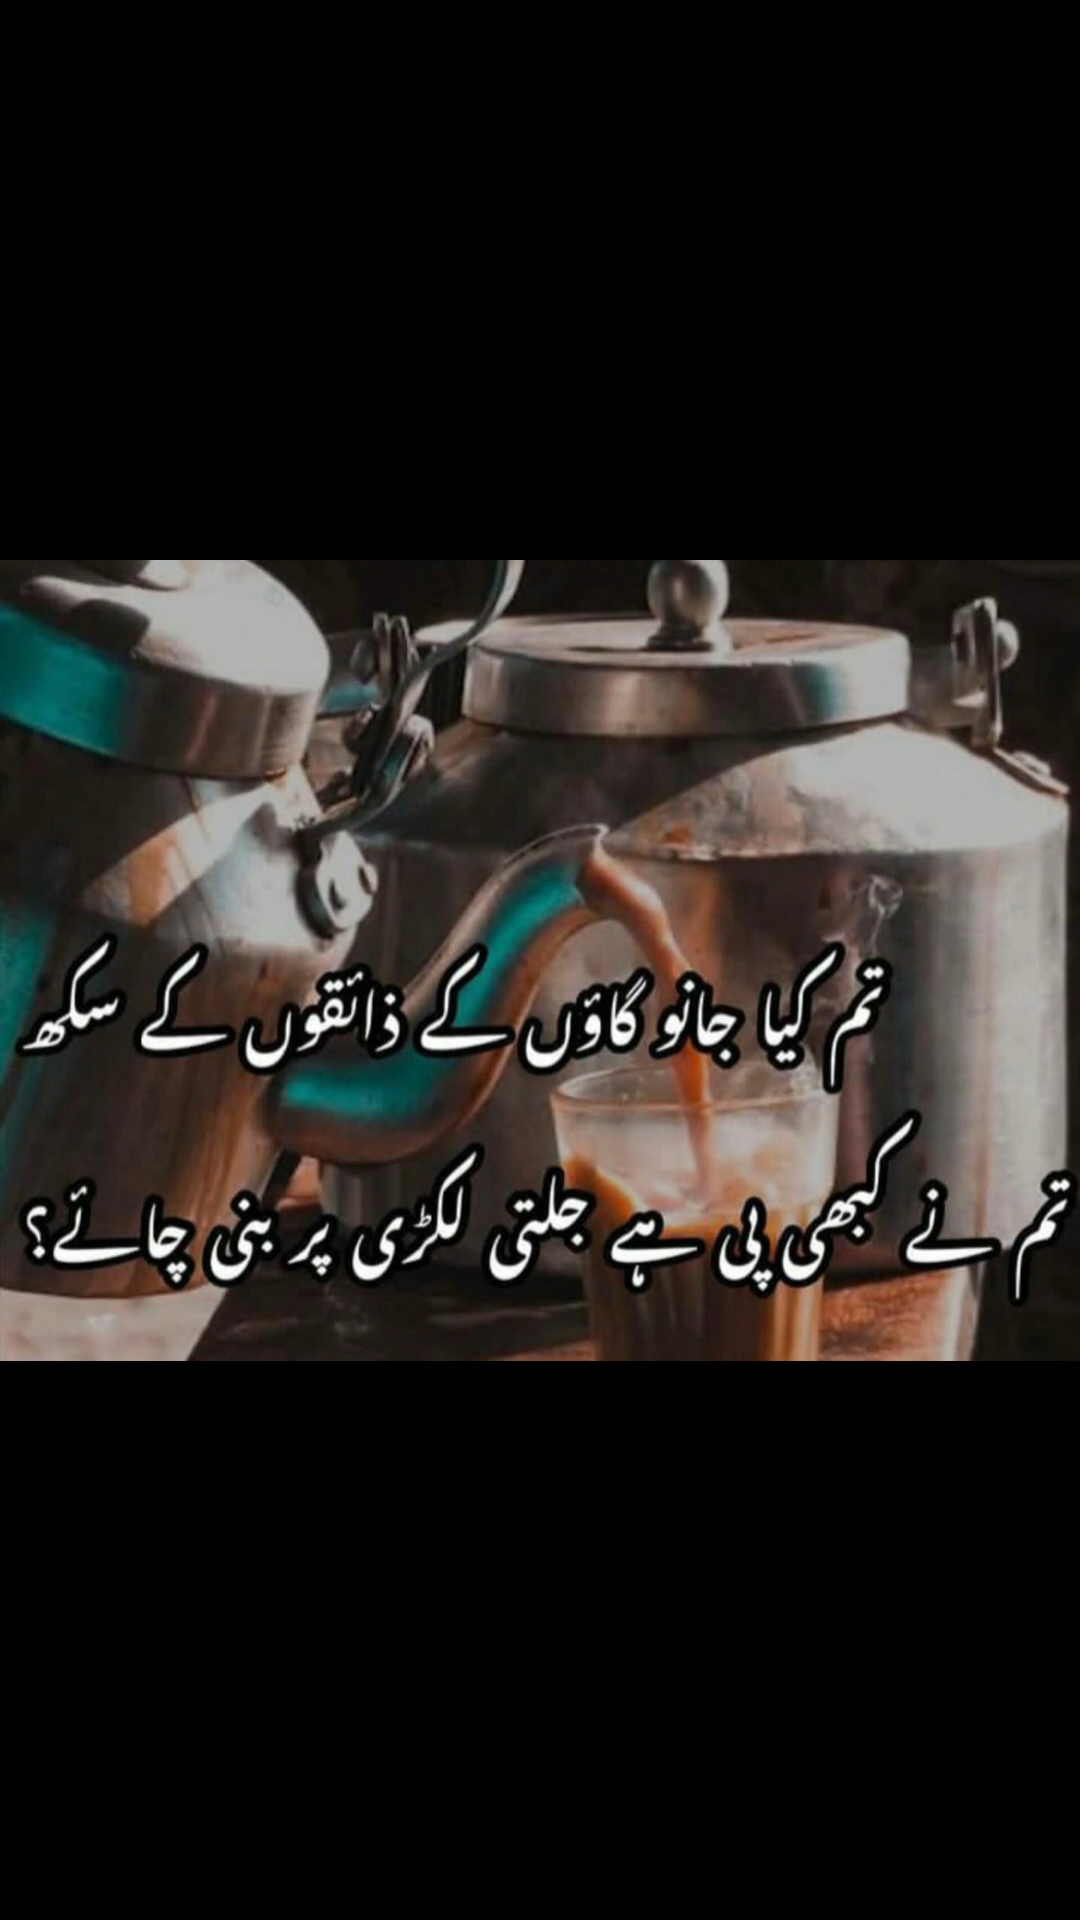 تم کیا جانو گاؤں کے ذائقوں کے سکھ
تم نے کبھی پی ہے جلتی لکڑی پر بنی چائے؟